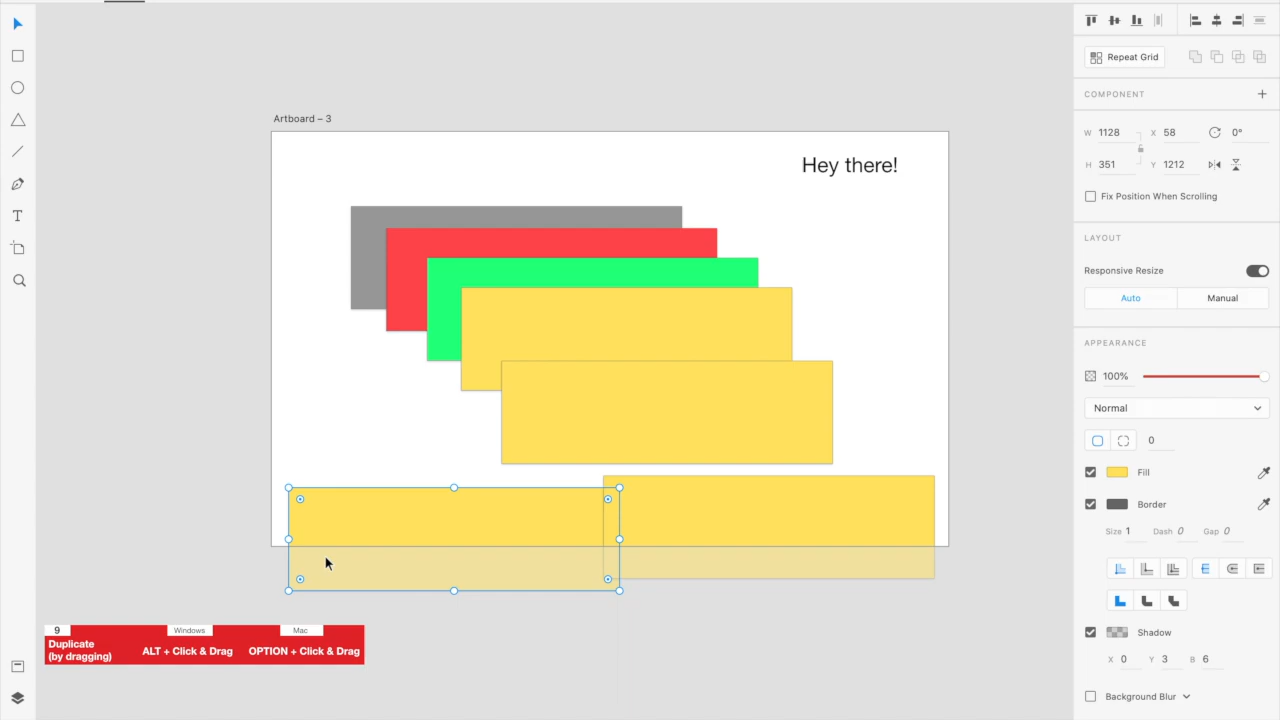 Artboard – 3
Hey there!
9
Windows
Mac
Duplicate
(by dragging)
ALT + Click & Drag
OPTION + Click & Drag
Repeat Grid
COMPONENT
W 1128 X 58 0°
H 351 Y 1212
Fix Position When Scrolling
LAYOUT
Responsive Resize
Auto Manual
APPEARANCE
100%
Normal
0
Fill
Border
Size 1 Dash 0 Gap 0
Shadow
X 0 Y 3 B 6
Background Blur